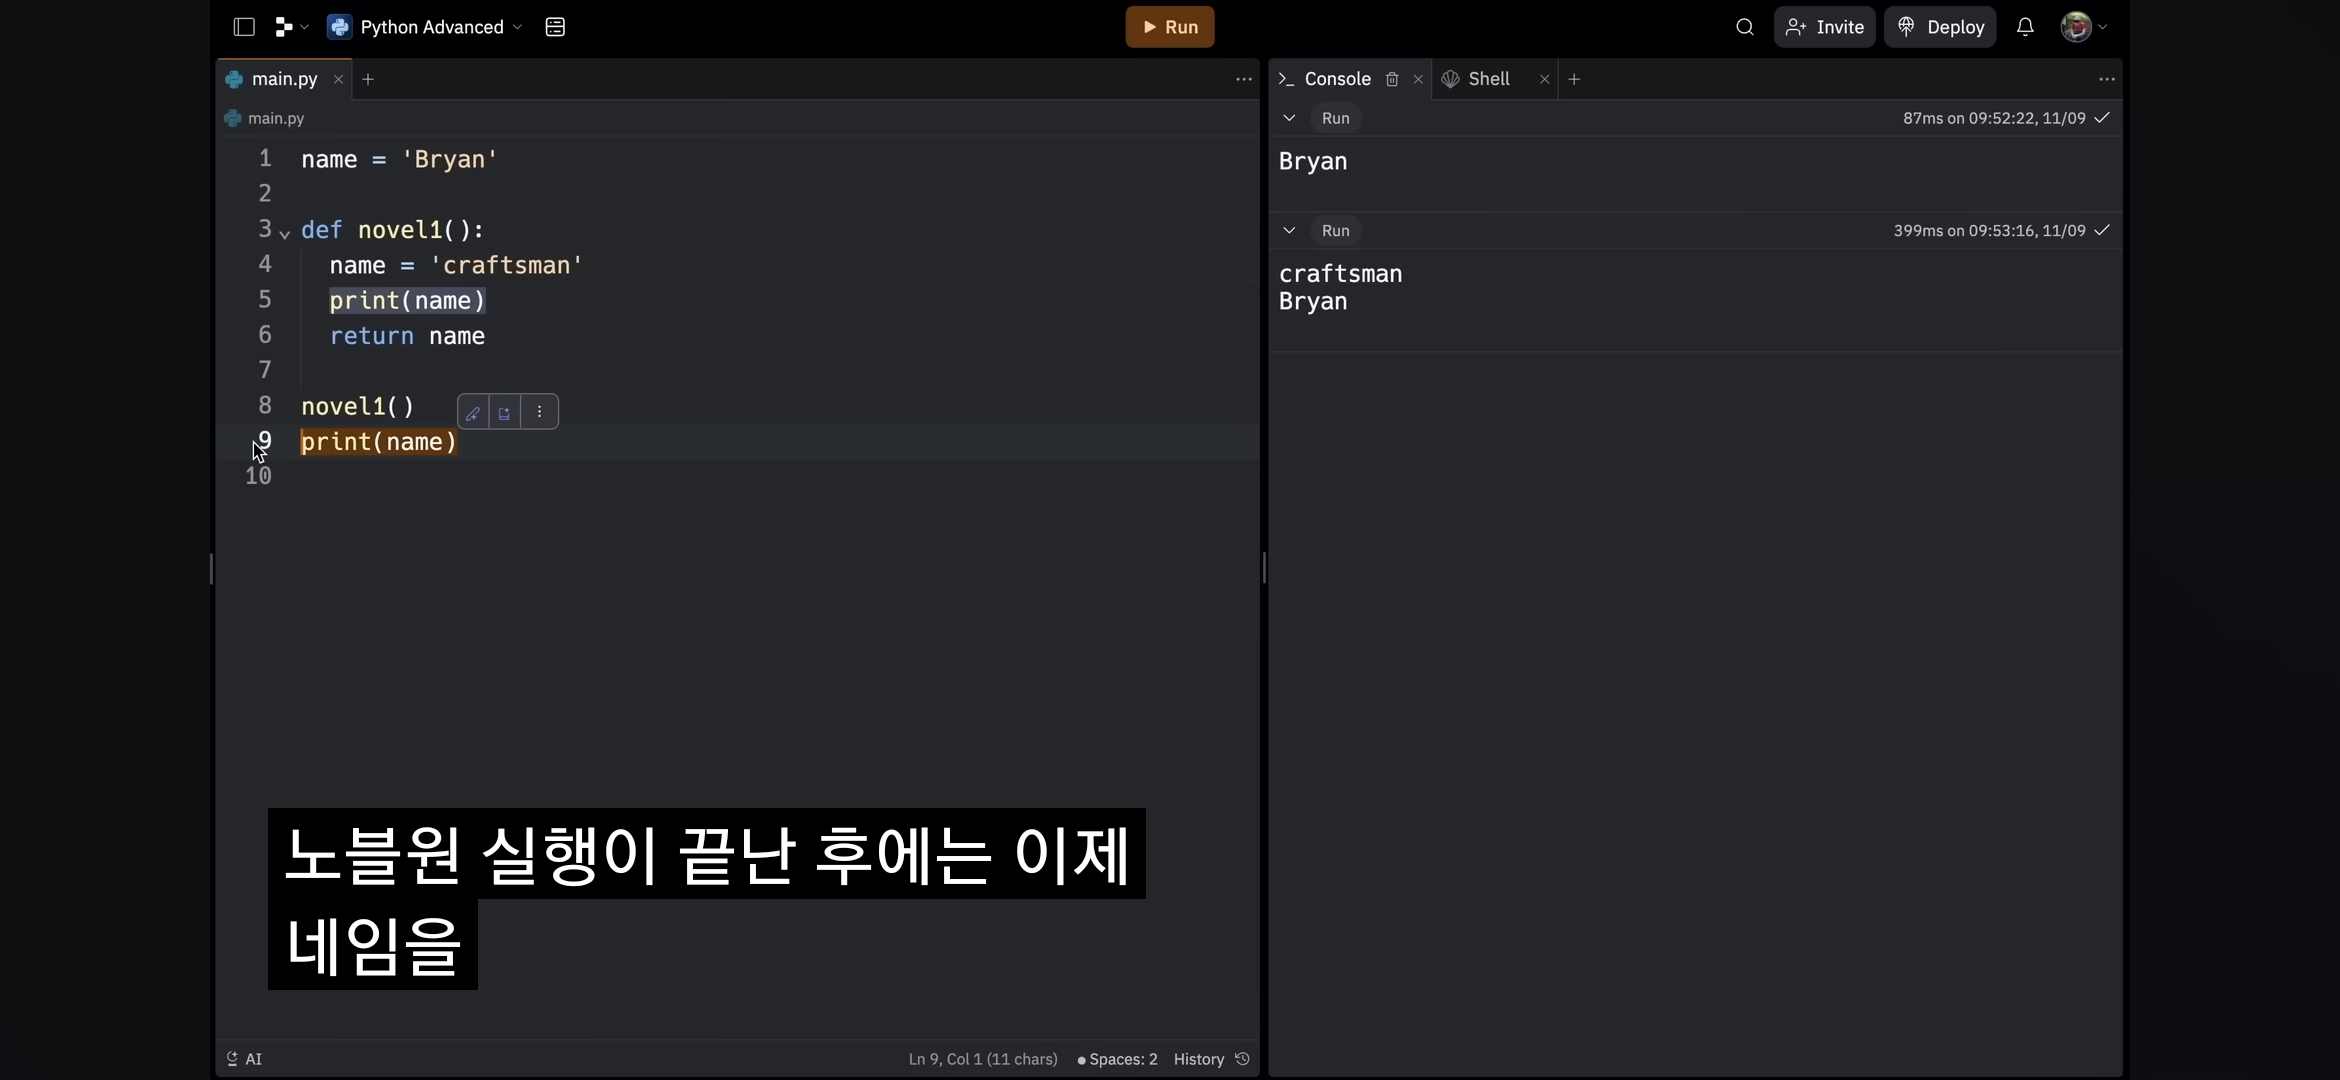 Python Advanced
Run
Invite
Deploy
main.py
main.py
1 name = 'Bryan'
2
3 def novel1():
4 name = 'craftsman'
5 print(name)
6 return name
7
8 novel1()
9 print(name)
10
AI
Ln 9, Col 1 (11 chars)
Spaces: 2
History
Console
Shell
Run
87ms on 09:52:22, 11/09
Bryan
Run
399ms on 09:53:16, 11/09
craftsman
Bryan
노블원 실행이 끝난 후에는 이제
네임을